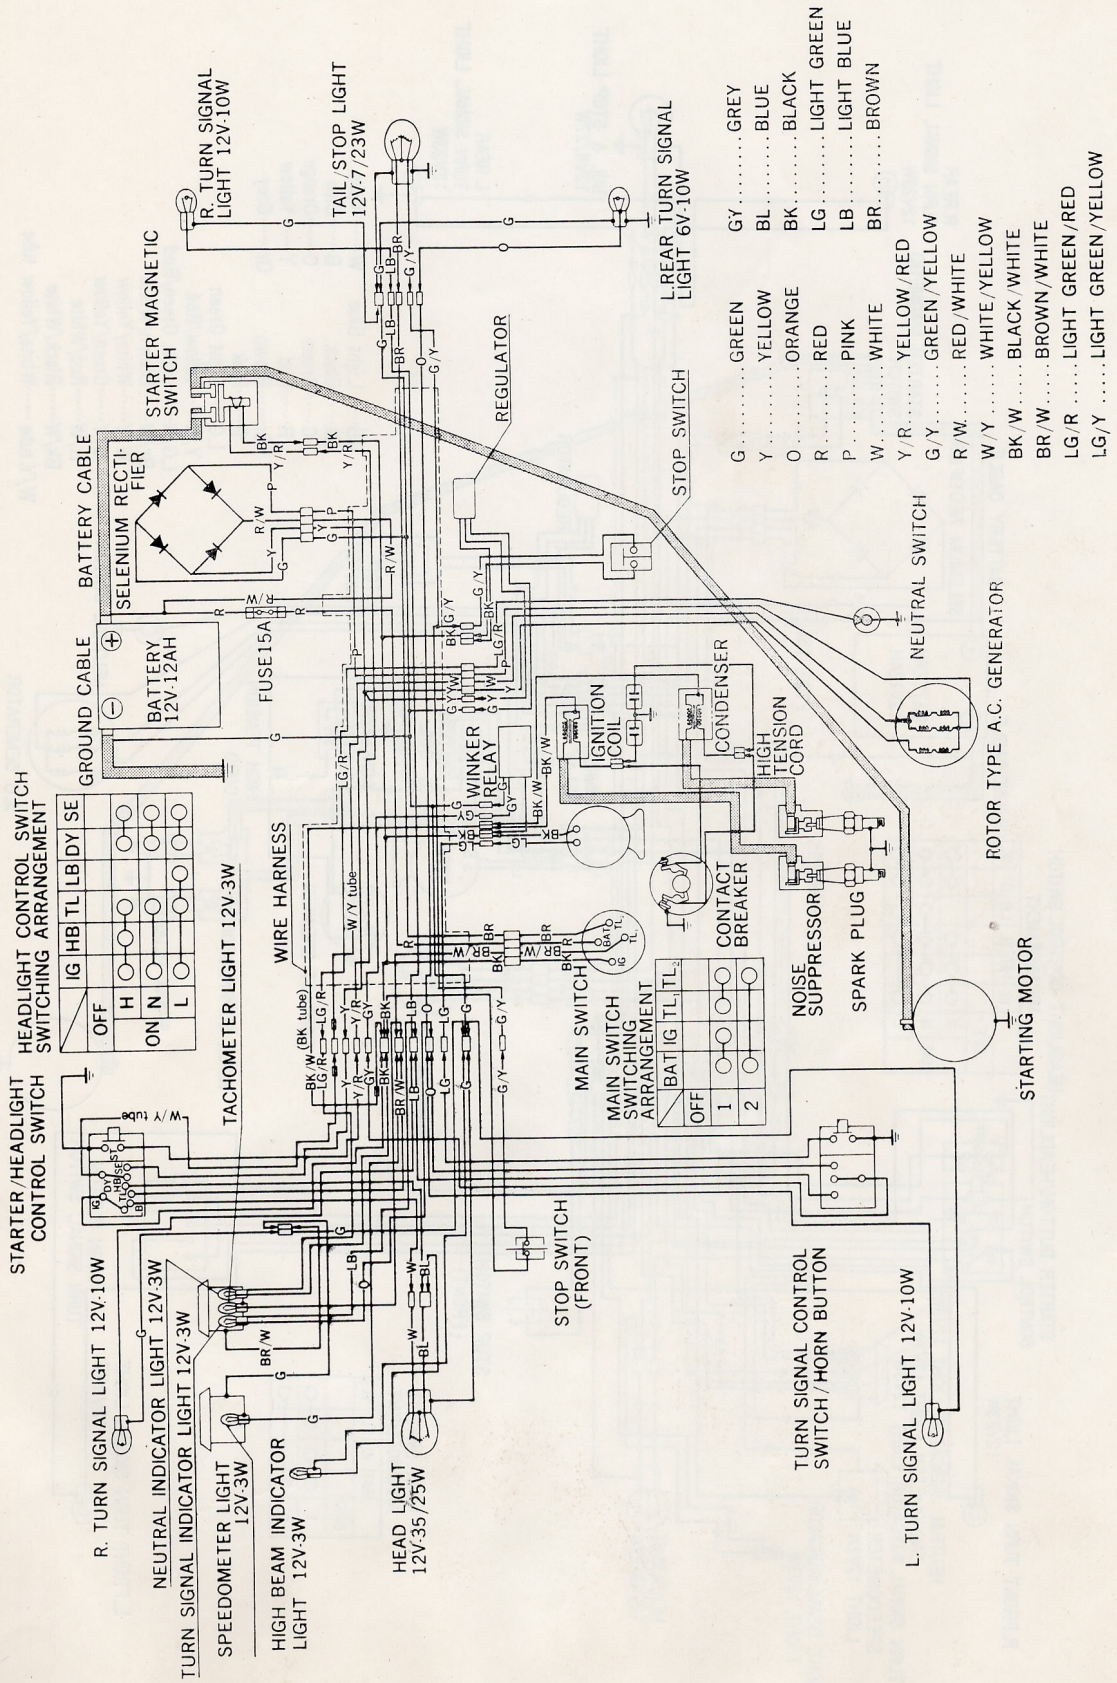 STARTER/HEADLIGHT
CONTROL SWITCH
HEADLIGHT CONTROL SWITCH
SWITCHING ARRANGEMENT
IG HB TL LB DY SE
OFF
ON
H
N
L
GROUND CABLE
BATTERY CABLE
BATTERY
12V-12AH
SELENIUM RECTI-
FIER
STARTER MAGNETIC
SWITCH
R. TURN SIGNAL
LIGHT 12V-10W
TAIL/STOP LIGHT
12V-7/23W
L.REAR TURN SIGNAL
LIGHT 6V-10W
FUSE15A
REGULATOR
STOP SWITCH
NEUTRAL SWITCH
ROTOR TYPE A.C. GENERATOR
WINKER
RELAY
IGNITION
COIL
CONDENSER
HIGH
TENSION
CORD
CONTACT
BREAKER
NOISE
SUPPRESSOR
SPARK PLUG
STARTING MOTOR
WIRE HARNESS
TACHOMETER LIGHT 12V-3W
MAIN SWITCH
MAIN SWITCH
SWITCHING
ARRANGEMENT
BAT IG TL1 TL2
OFF
1
2
R. TURN SIGNAL LIGHT 12V-10W
NEUTRAL INDICATOR LIGHT 12V-3W
TURN SIGNAL INDICATOR LIGHT 12V-3W
SPEEDOMETER LIGHT
12V-3W
HIGH BEAM INDICATOR
LIGHT 12V-3W
HEAD LIGHT
12V-35/25W
STOP SWITCH
(FRONT)
TURN SIGNAL CONTROL
SWITCH/HORN BUTTON
L. TURN SIGNAL LIGHT 12V-10W
W/Y tube
W/Y tube
(BK tube)
G..........GREEN
Y..........YELLOW
O..........ORANGE
R..........RED
P..........PINK
W..........WHITE
Y/R......YELLOW/RED
G/Y......GREEN/YELLOW
R/W......RED/WHITE
W/Y......WHITE/YELLOW
BK/W.....BLACK/WHITE
BR/W.....BROWN/WHITE
LG/R.....LIGHT GREEN/RED
LG/Y.....LIGHT GREEN/YELLOW
GY........GREY
BL........BLUE
BK........BLACK
LG........LIGHT GREEN
LB........LIGHT BLUE
BR........BROWN